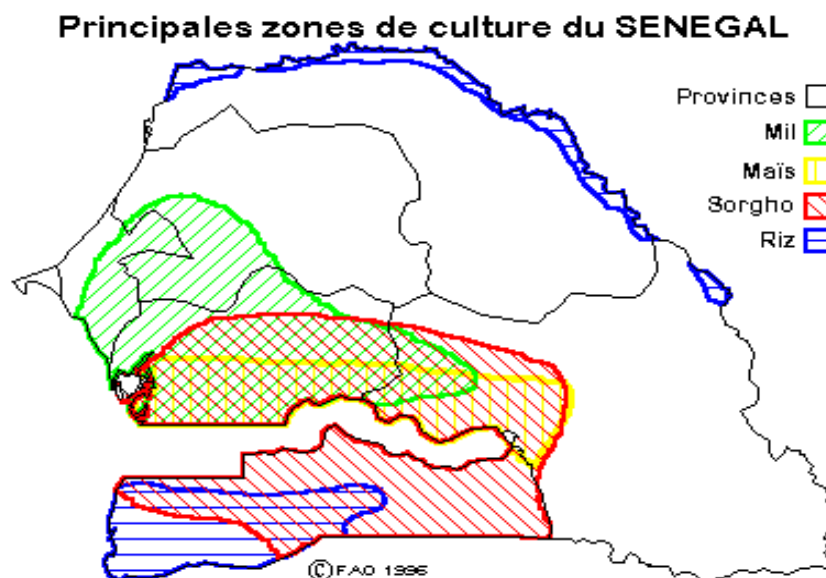 Principales zones de culture du SENEGAL
Provinces
Mil
Maïs
Sorgho
Riz
©FAO 1996